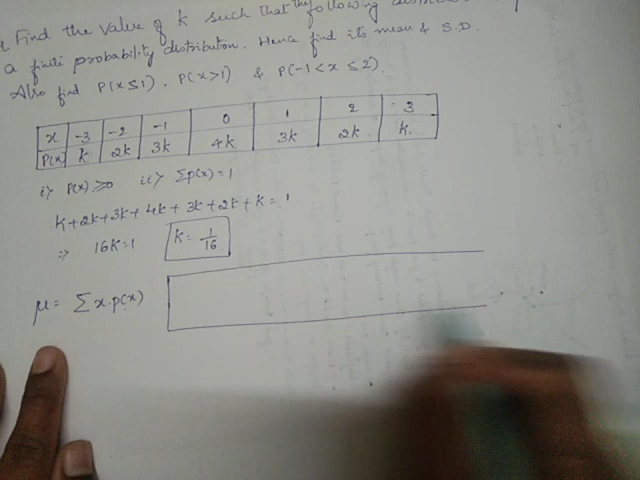 Find the value of k such that the following
a finite probability distribution. Hence find its mean & S.D.
Also find P(x≤1), P(x>1) & P(-1<x≤2).
x -3 -2 -1 0 1 2 3
P(x) k 2k 3k 4k 3k 2k k.
i> P(x)≥0 ii> Σp(x)=1
k+2k+3k+4k+3k+2k+k=1
⇒ 16k=1 k=1/16
μ= Σx.p(x)